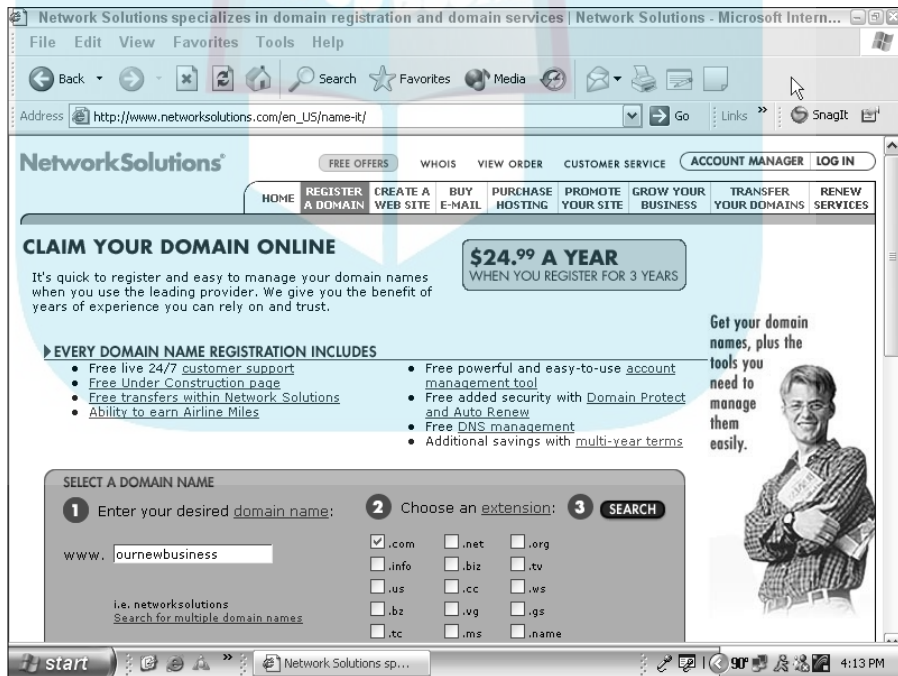 Network Solutions specializes in domain registration and domain services | Network Solutions - Microsoft Intern...
File Edit View Favorites Tools Help
Back Search Favorites Media
Address http://www.networksolutions.com/en_US/name-it/ Go Links » SnagIt
NetworkSolutions
FREE OFFERS WHOIS VIEW ORDER CUSTOMER SERVICE ACCOUNT MANAGER LOG IN
HOME REGISTER A DOMAIN CREATE A WEB SITE BUY E-MAIL PURCHASE HOSTING PROMOTE YOUR SITE GROW YOUR BUSINESS TRANSFER YOUR DOMAINS RENEW SERVICES
CLAIM YOUR DOMAIN ONLINE
It's quick to register and easy to manage your domain names
when you use the leading provider. We give you the benefit of
years of experience you can rely on and trust.
$24.99 A YEAR
WHEN YOU REGISTER FOR 3 YEARS
EVERY DOMAIN NAME REGISTRATION INCLUDES
• Free live 24/7 customer support
• Free Under Construction page
• Free transfers within Network Solutions
• Ability to earn Airline Miles
• Free powerful and easy-to-use account
management tool
• Free added security with Domain Protect
and Auto Renew
• Free DNS management
• Additional savings with multi-year terms
Get your domain
names, plus the
tools you
need to
manage
them
easily.
SELECT A DOMAIN NAME
1 Enter your desired domain name:
www. ournewbusiness
i.e. networksolutions
Search for multiple domain names
2 Choose an extension:
3 SEARCH
.com .net .org
.info .biz .tv
.us .cc .ws
.bz .vg .gs
.tc .ms .name
start » Network Solutions sp... 90° 4:13 PM